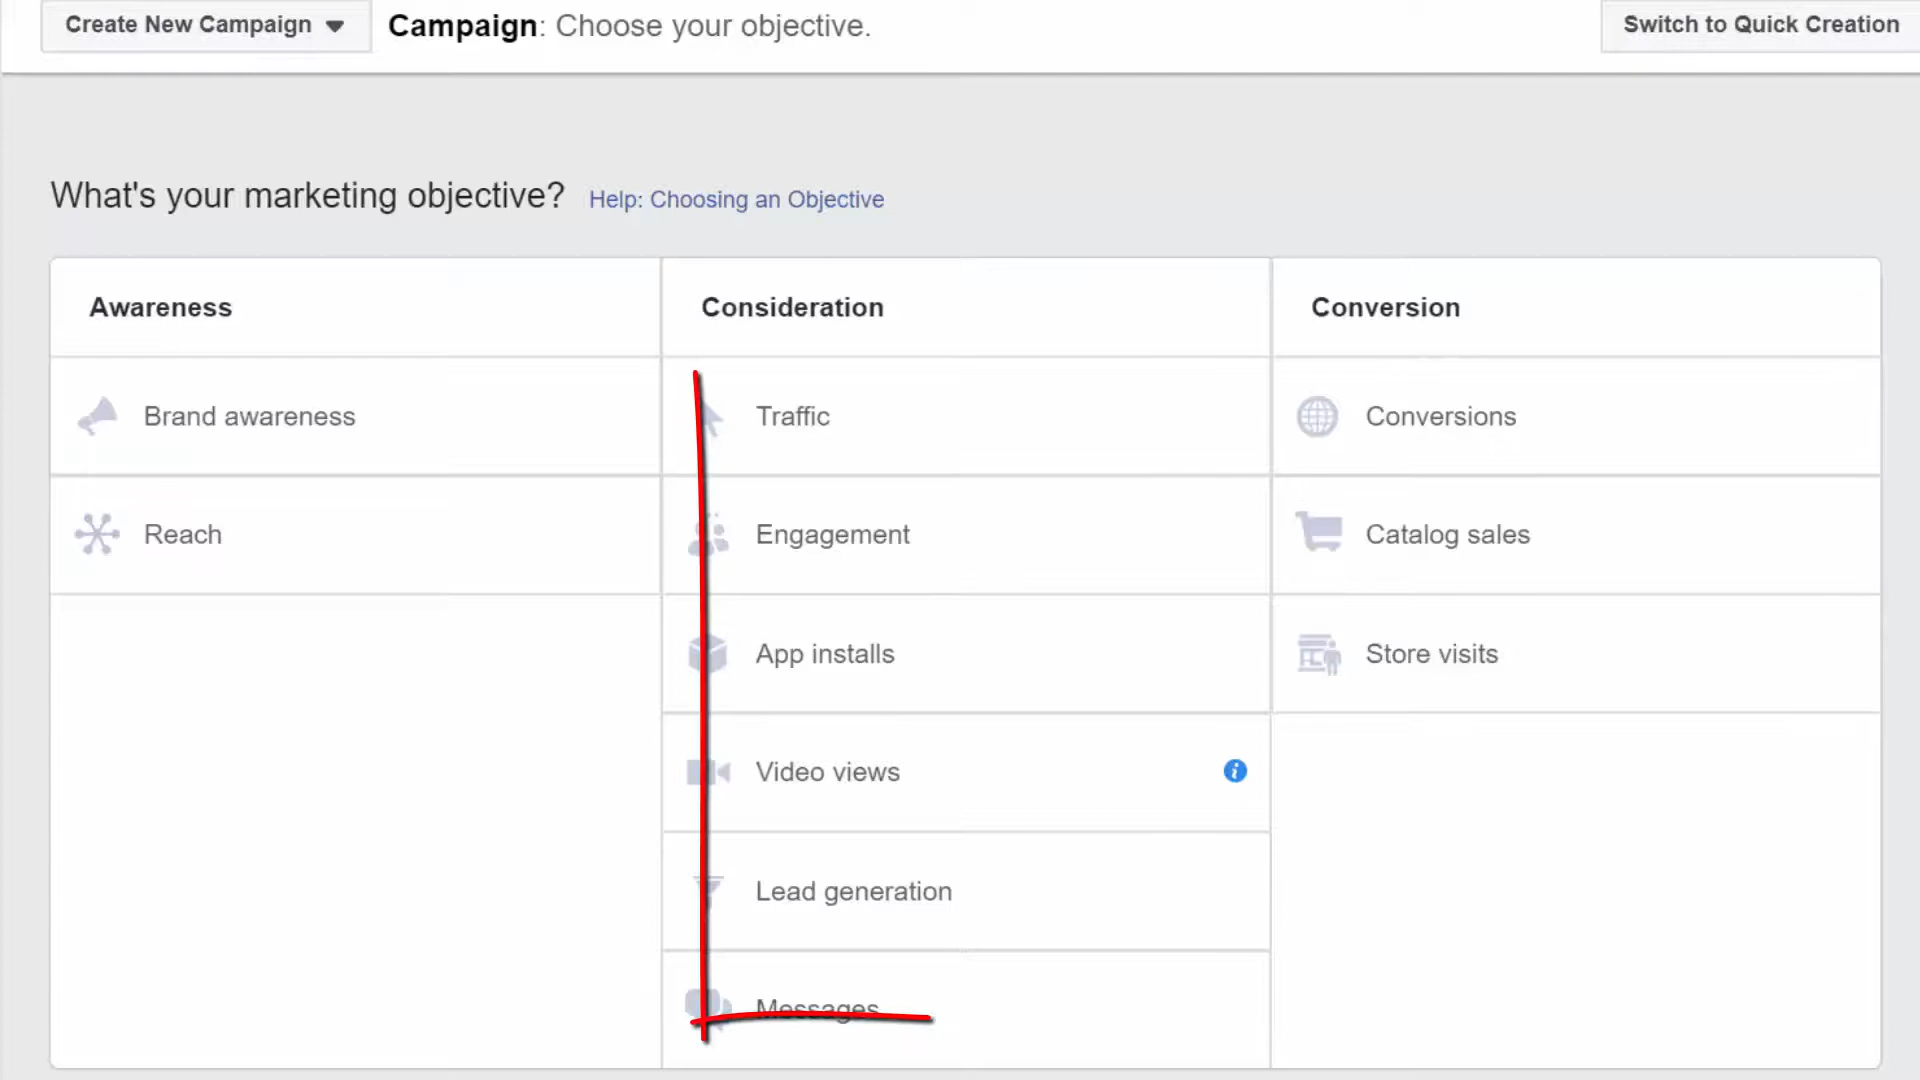 Create New Campaign
Campaign: Choose your objective.
Switch to Quick Creation
What's your marketing objective? Help: Choosing an Objective
Awareness
Brand awareness
Reach
Consideration
Traffic
Engagement
App installs
Video views
Lead generation
Messages
Conversion
Conversions
Catalog sales
Store visits